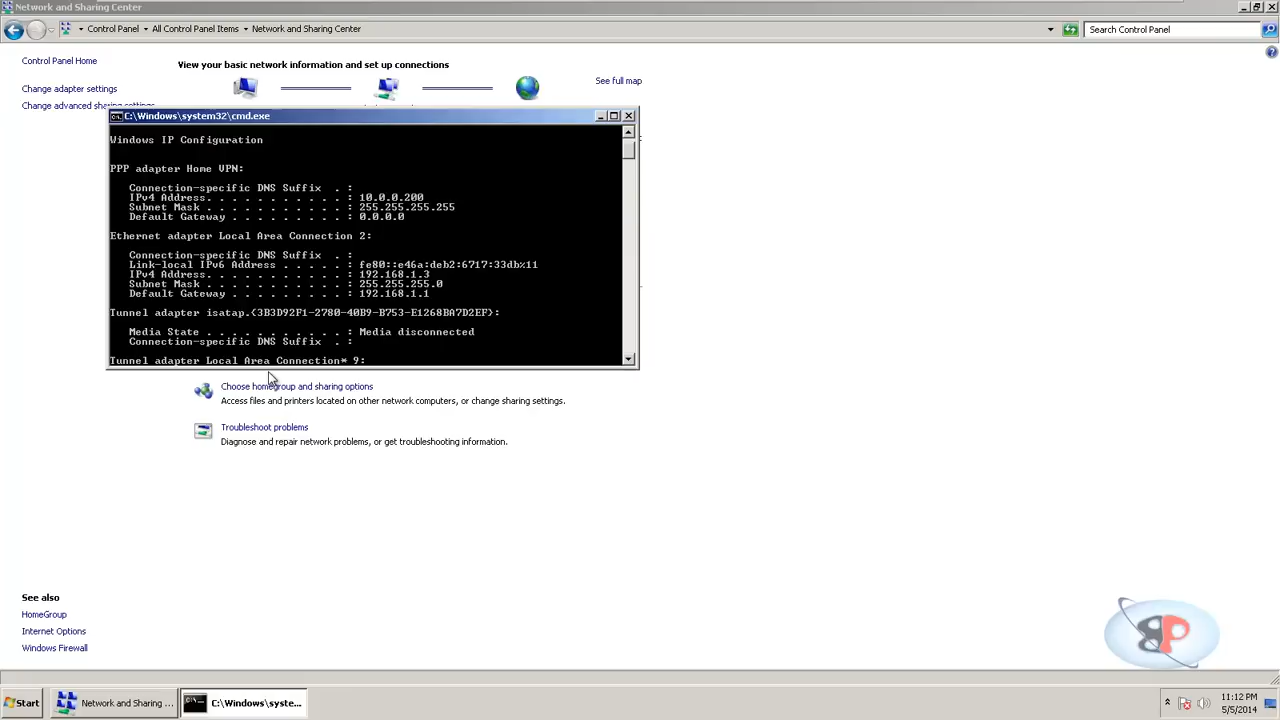 Network and Sharing Center
Control Panel
All Control Panel Items
Network and Sharing Center
Search Control Panel
Control Panel Home
View your basic network information and set up connections
See full map
Change adapter settings
Change advanced sharing settings
C:\Windows\system32\cmd.exe
Windows IP Configuration
PPP adapter Home VPN:
Connection-specific DNS Suffix  . :
IPv4 Address. . . . . . . . . . . : 10.0.0.200
Subnet Mask . . . . . . . . . . . : 255.255.255.255
Default Gateway . . . . . . . . . : 0.0.0.0
Ethernet adapter Local Area Connection 2:
Connection-specific DNS Suffix  . :
Link-local IPv6 Address . . . . . : fe80::e46a:deb2:6717:33db%11
IPv4 Address. . . . . . . . . . . : 192.168.1.3
Subnet Mask . . . . . . . . . . . : 255.255.255.0
Default Gateway . . . . . . . . . : 192.168.1.1
Tunnel adapter isatap.{3B3D92F1-2780-40B9-B753-E1268BA7D2EF}:
Media State . . . . . . . . . . . : Media disconnected
Connection-specific DNS Suffix  . :
Tunnel adapter Local Area Connection* 9:
Choose homegroup and sharing options
Access files and printers located on other network computers, or change sharing settings.
Troubleshoot problems
Diagnose and repair network problems, or get troubleshooting information.
See also
HomeGroup
Internet Options
Windows Firewall
Start
Network and Sharing ...
C:\Windows\syste...
11:12 PM
5/5/2014